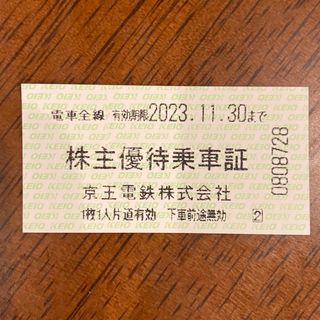 電車全線 有効期限2023.11.30まで
株主優待乗車証
京王電鉄株式会社
1枚1人片道有効 下車前途無効 2
0808728